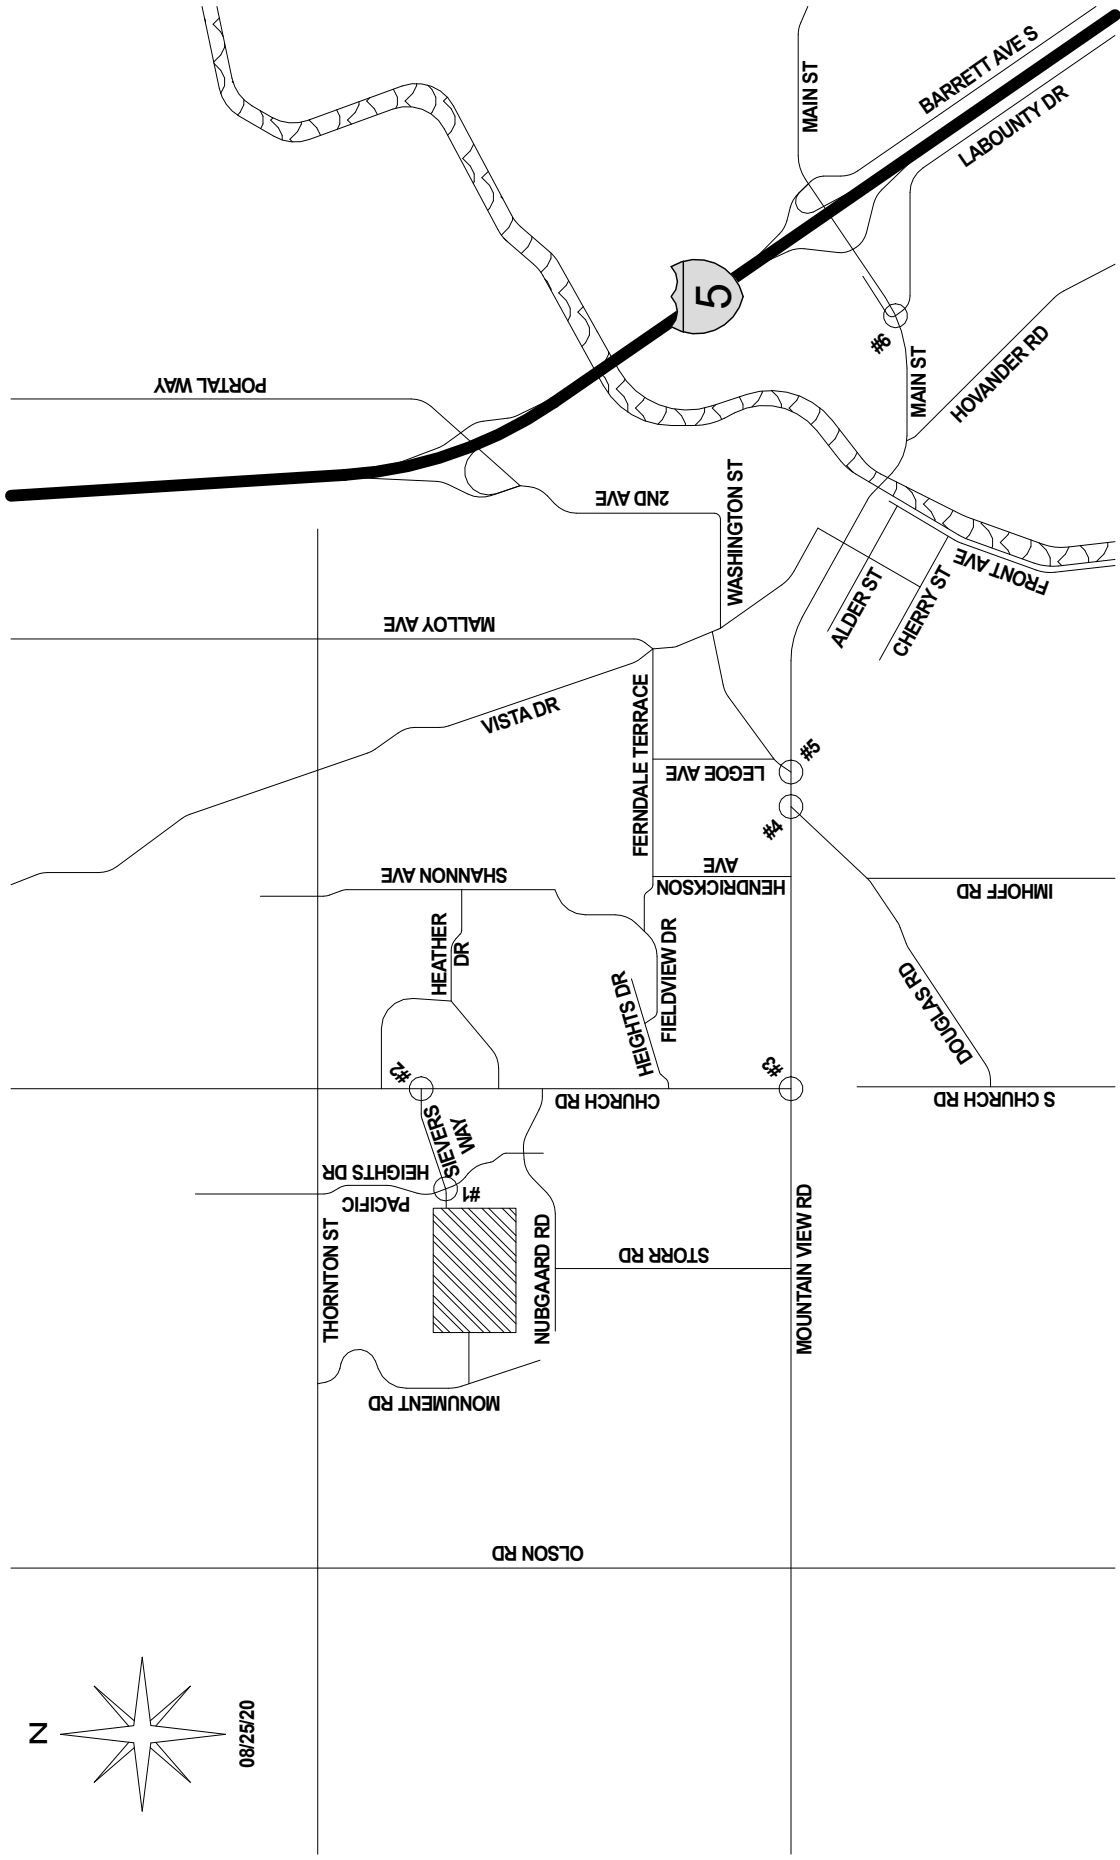 N
08/25/20
OLSON RD
THORNTON ST
MONUMENT RD
NUBGAARD RD
STORR RD
MOUNTAIN VIEW RD
PACIFIC
HEIGHTS DR
#1
SIEVERS
WAY
#2
CHURCH RD
#3
S CHURCH RD
HEATHER
DR
SHANNON AVE
HEIGHTS DR
FIELDVIEW DR
HENDRICKSON
AVE
DOUGLAS RD
IMHOFF RD
#4
#5
LEGOE AVE
FERNDALE TERRACE
VISTA DR
MALLOY AVE
WASHINGTON ST
2ND AVE
PORTAL WAY
ALDER ST
CHERRY ST
FRONT AVE
5
#6
MAIN ST
HOVANDER RD
MAIN ST
BARRETT AVE S
LABOUNTY DR